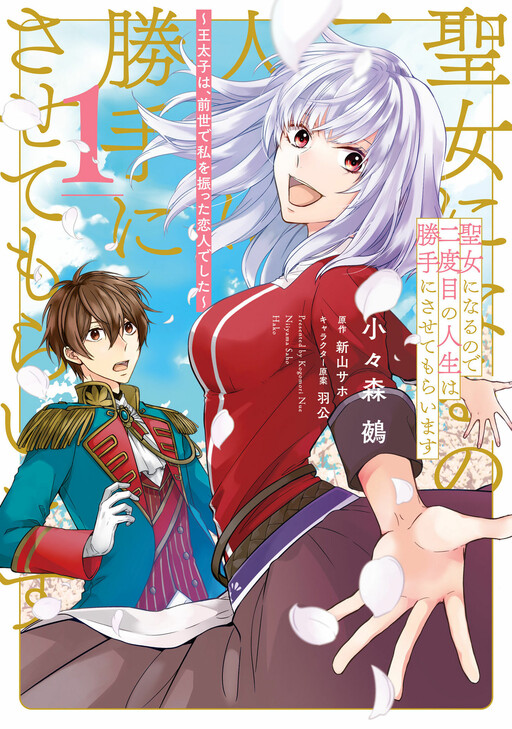 聖女になるので
二度目の人生は
勝手に
させてもらいます
～王太子は、前世で私を振った恋人でした～
1
聖女になるので
二度目の人生は
勝手にさせてもらいます
小々森 鵺
原作 新山サホ
キャラクター原案 羽公
Presented by Kogomori Nue
Niiyama Saho
Hako